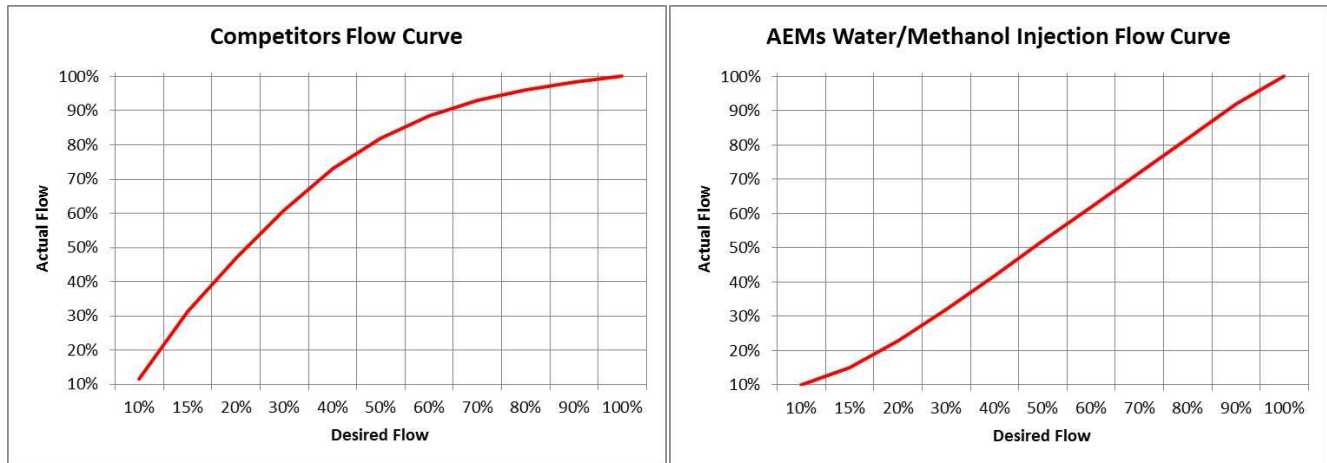 Competitors Flow Curve
100%
90%
80%
70%
60%
50%
40%
30%
20%
10%
Actual Flow
10% 15% 20% 30% 40% 50% 60% 70% 80% 90% 100%
Desired Flow
AEMs Water/Methanol Injection Flow Curve
100%
90%
80%
70%
60%
50%
40%
30%
20%
10%
Actual Flow
10% 15% 20% 30% 40% 50% 60% 70% 80% 90% 100%
Desired Flow